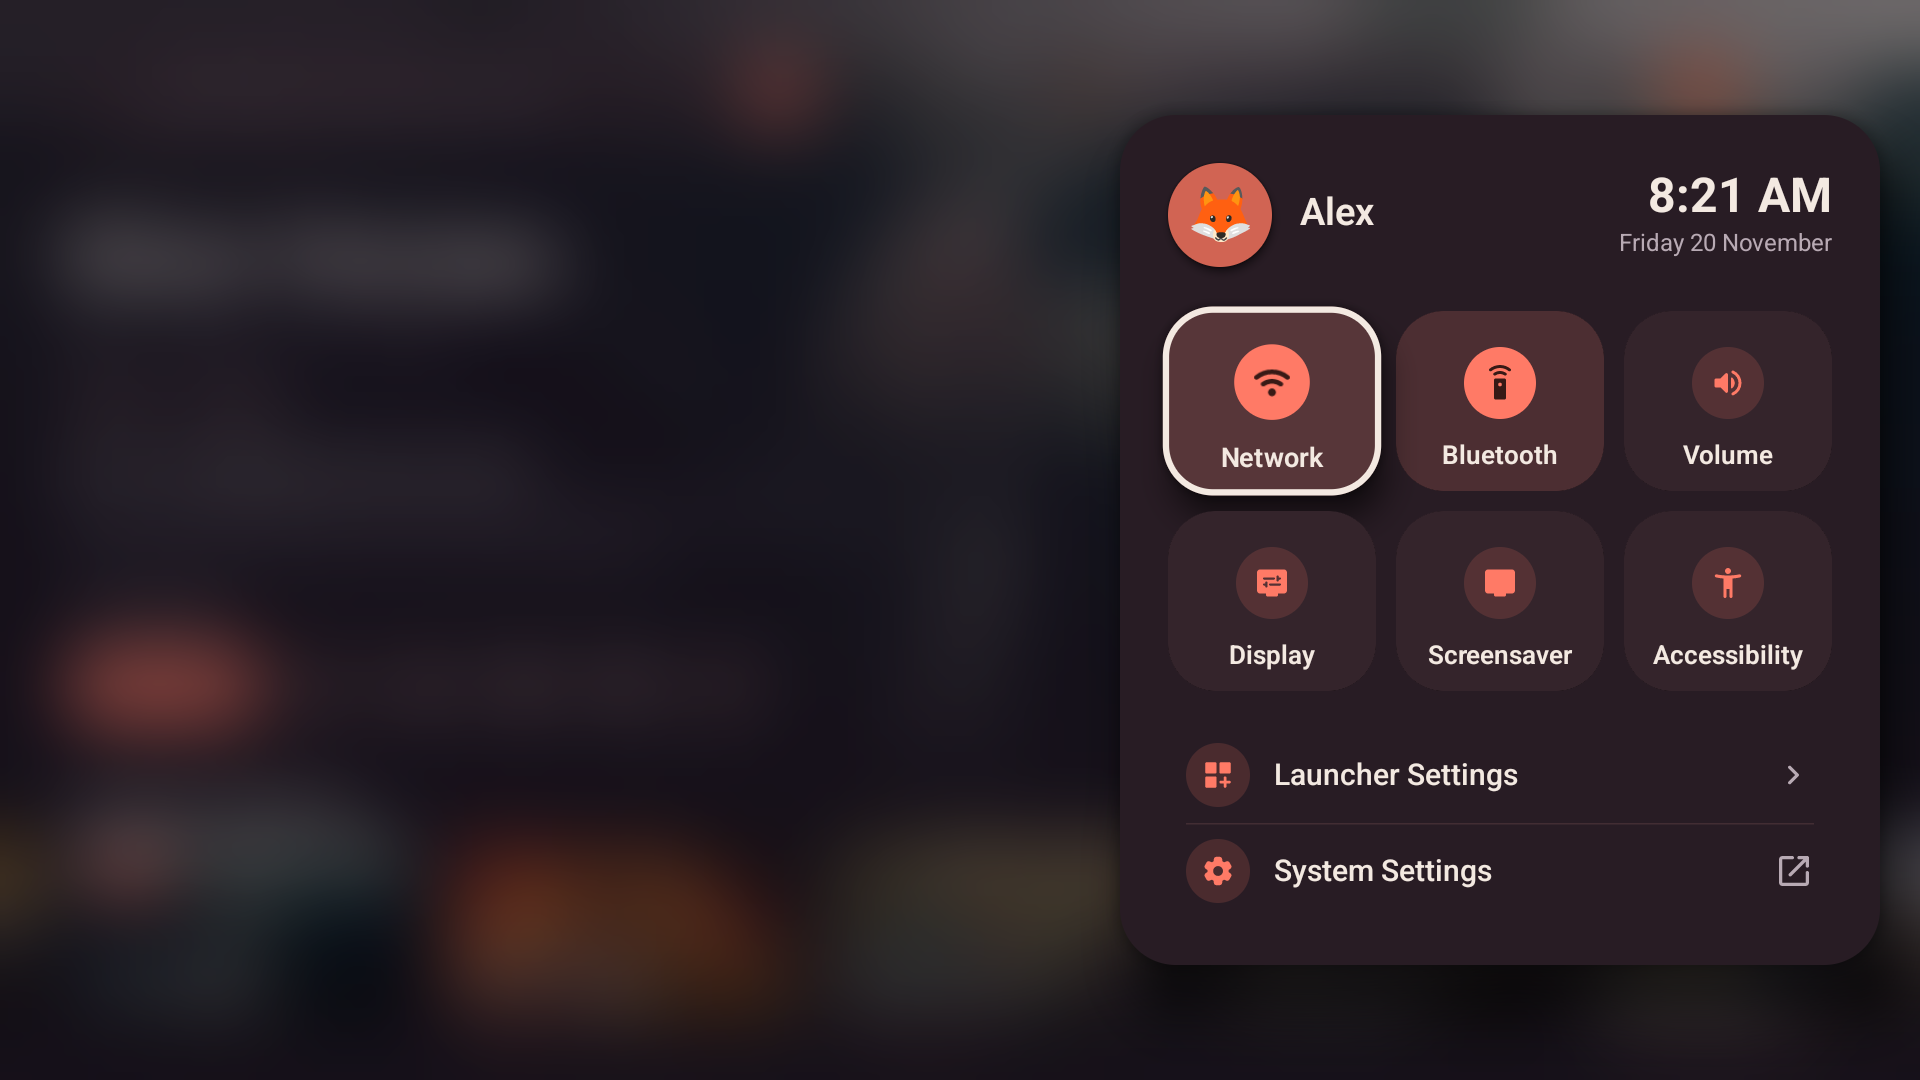 Alex
8:21 AM
Friday 20 November
Network
Bluetooth
Volume
Display
Screensaver
Accessibility
Launcher Settings
System Settings